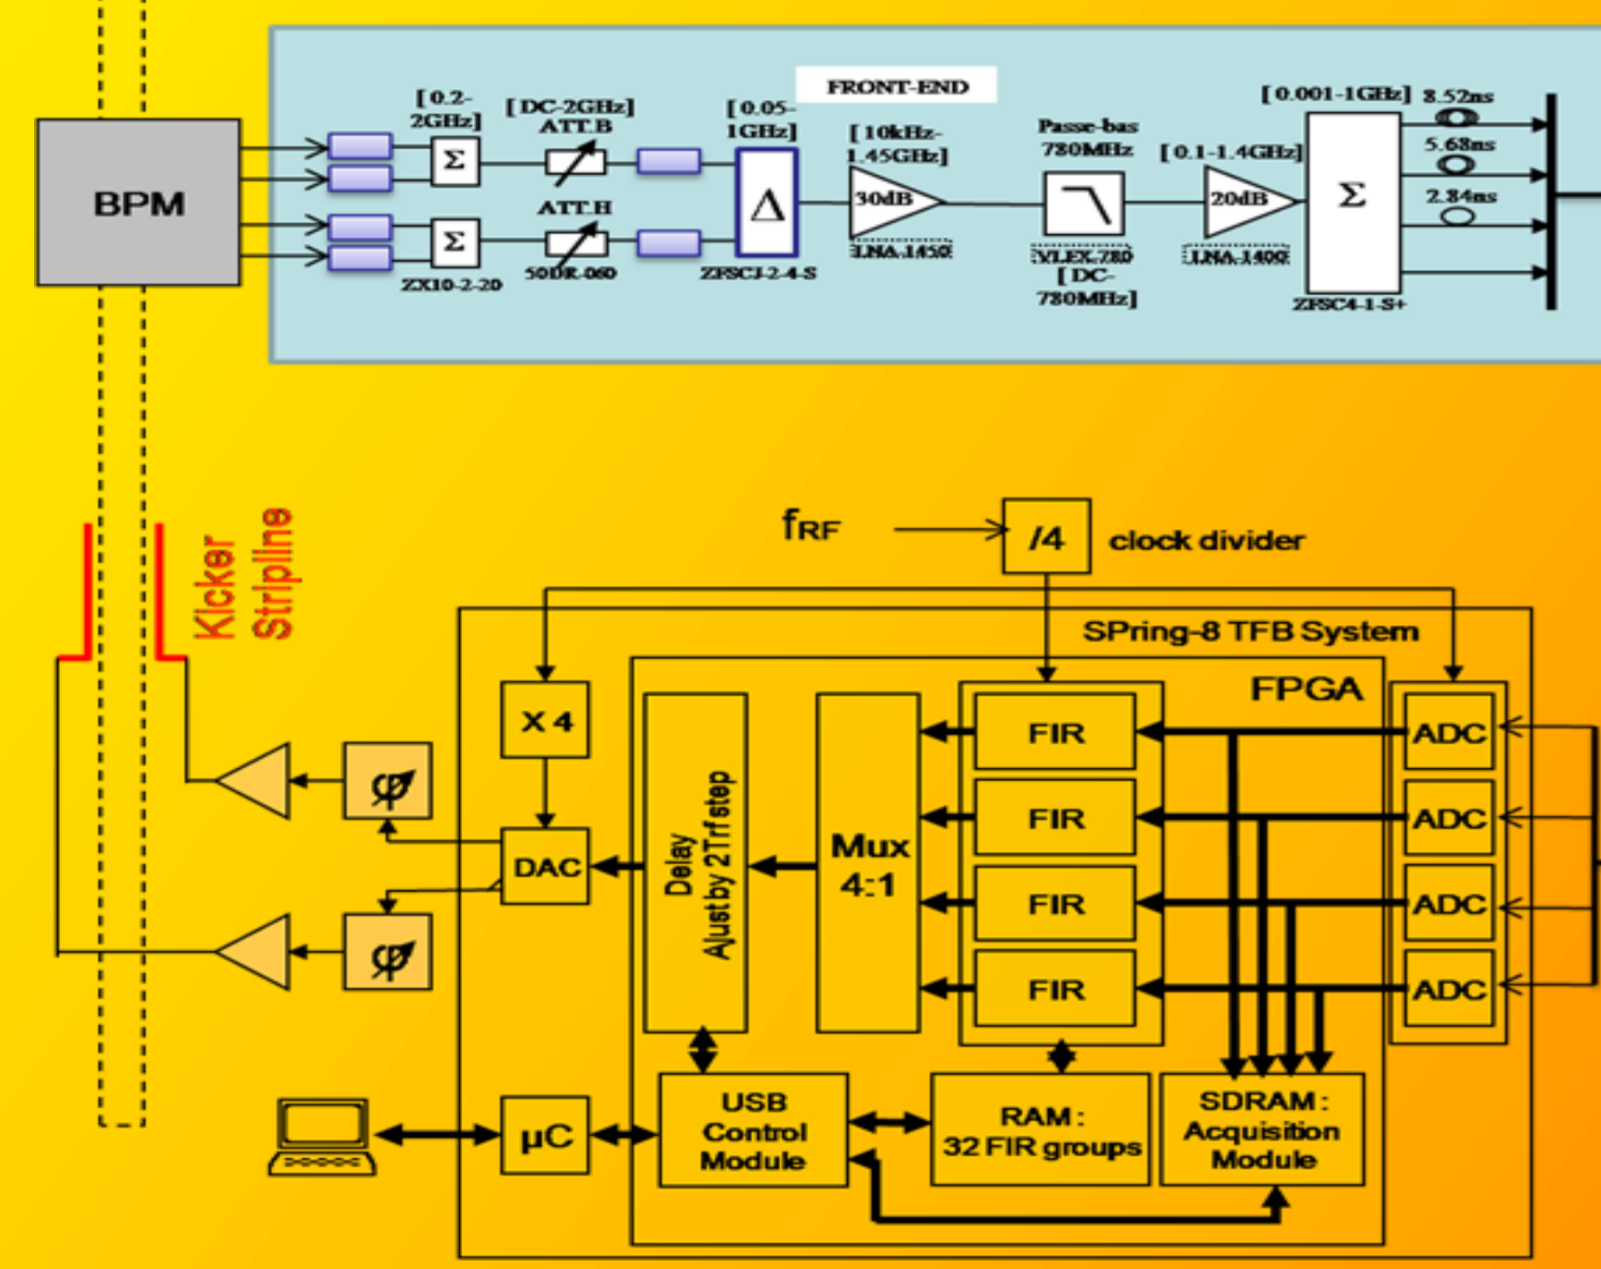 FRONT-END
[ 0.2-
2GHz]
[ DC-2GHz]
ATT.B
[ 0.05-
1GHz]
[ 10kHz-
1.45GHz]
Passe-bas
780MHz
[ 0.1-1.4GHz]
[ 0.001-1GHz]
8.52ns
5.68ns
2.84ns
BPM
Σ
Σ
ATT.H
Δ
30dB
20dB
Σ
ZX10-2-20
50DR-060
ZFSCJ-2-4-S
LNA.1450
VLFX.780
[ DC-
780MHz]
LNA.1400
ZFSC4-1-S+
Kicker
Stripline
fRF
/4
clock divider
SPring-8 TFB System
FPGA
X 4
FIR
ADC
FIR
ADC
FIR
ADC
FIR
ADC
φ
φ
DAC
Delay
Ajust by 2Trf step
Mux
4:1
µC
USB
Control
Module
RAM :
32 FIR groups
SDRAM :
Acquisition
Module